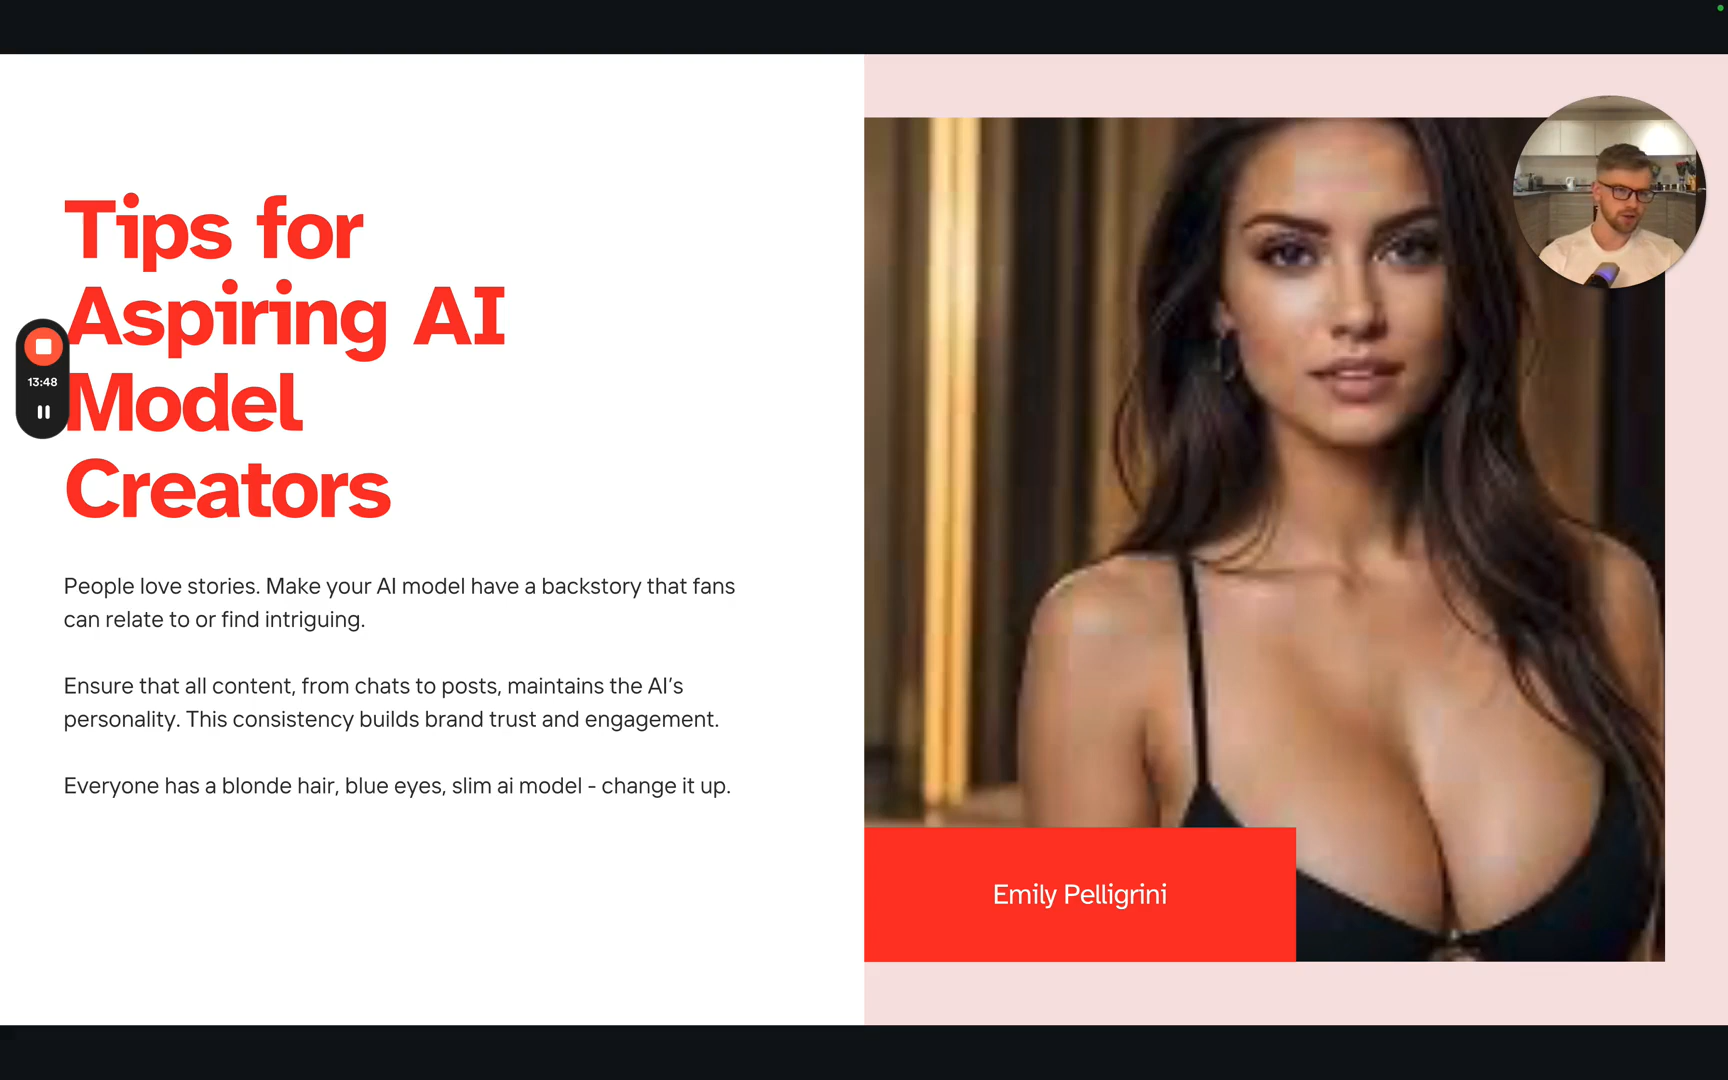 Tips for
Aspiring AI
Model
Creators
13:48
People love stories. Make your AI model have a backstory that fans
can relate to or find intriguing.
Ensure that all content, from chats to posts, maintains the AI’s
personality. This consistency builds brand trust and engagement.
Everyone has a blonde hair, blue eyes, slim ai model - change it up.
Emily Pelligrini